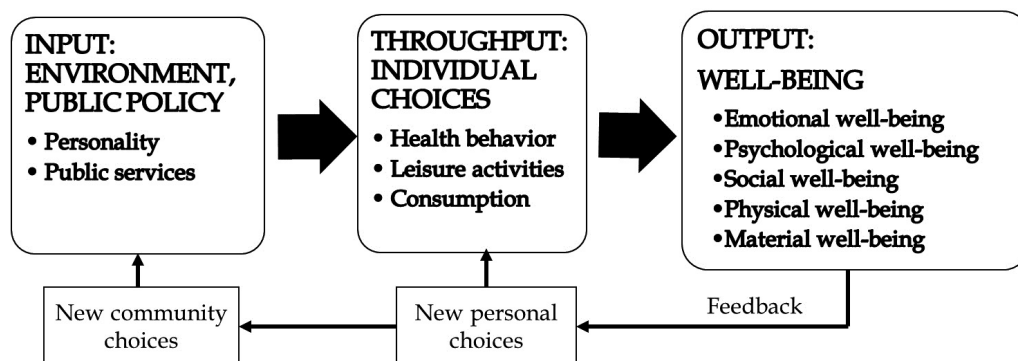 INPUT:
ENVIRONMENT,
PUBLIC POLICY
• Personality
• Public services
THROUGHPUT:
INDIVIDUAL
CHOICES
• Health behavior
• Leisure activities
• Consumption
OUTPUT:
WELL-BEING
•Emotional well-being
•Psychological well-being
•Social well-being
•Physical well-being
•Material well-being
New community
choices
New personal
choices
Feedback